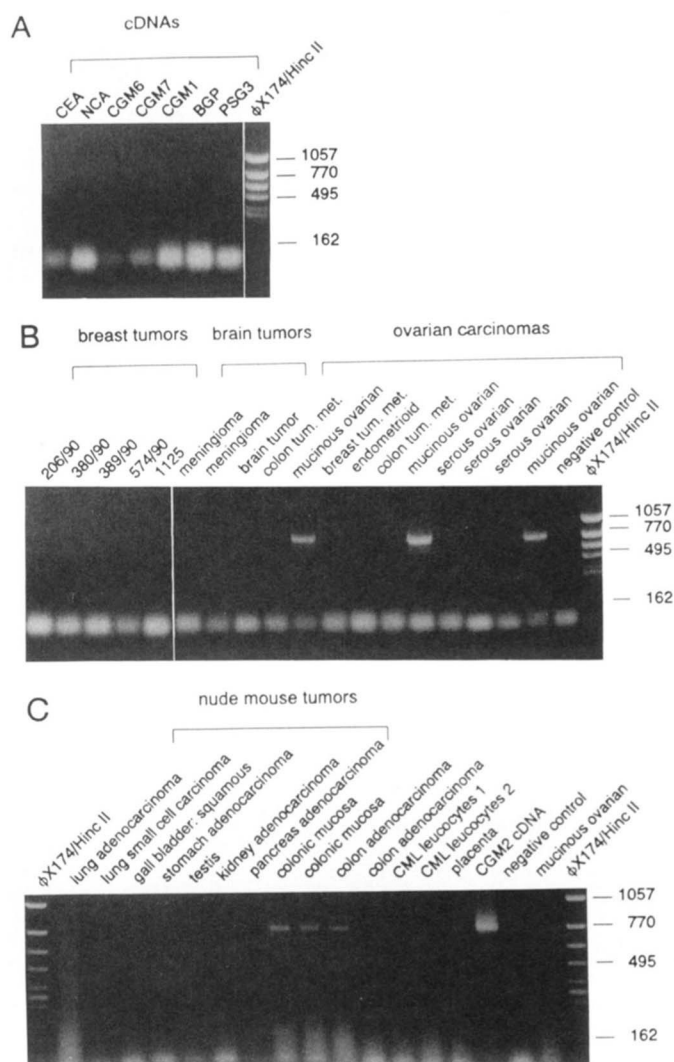 A
cDNAs
CEA
NCA
CGM6
CGM7
CGM1
BGP
PSG3
ϕX174/Hinc II
1057
770
495
162
B
breast tumors
brain tumors
ovarian carcinomas
206/90
380/90
389/90
574/90
1125
meningioma
meningioma
brain tumor
colon tum. met.
mucinous ovarian
breast tum. met.
endometrioid
colon tum. met.
mucinous ovarian
serous ovarian
serous ovarian
serous ovarian
mucinous ovarian
negative control
ϕX174/Hinc II
1057
770
495
162
C
nude mouse tumors
ϕX174/Hinc II
lung adenocarcinoma
lung small cell carcinoma
gall bladder: squamous
stomach adenocarcinoma
testis
kidney adenocarcinoma
pancreas adenocarcinoma
colonic mucosa
colonic mucosa
colon adenocarcinoma
colon adenocarcinoma
CML leucocytes 1
CML leucocytes 2
placenta
CGM2 cDNA
negative control
mucinous ovarian
ϕX174/Hinc II
1057
770
495
162